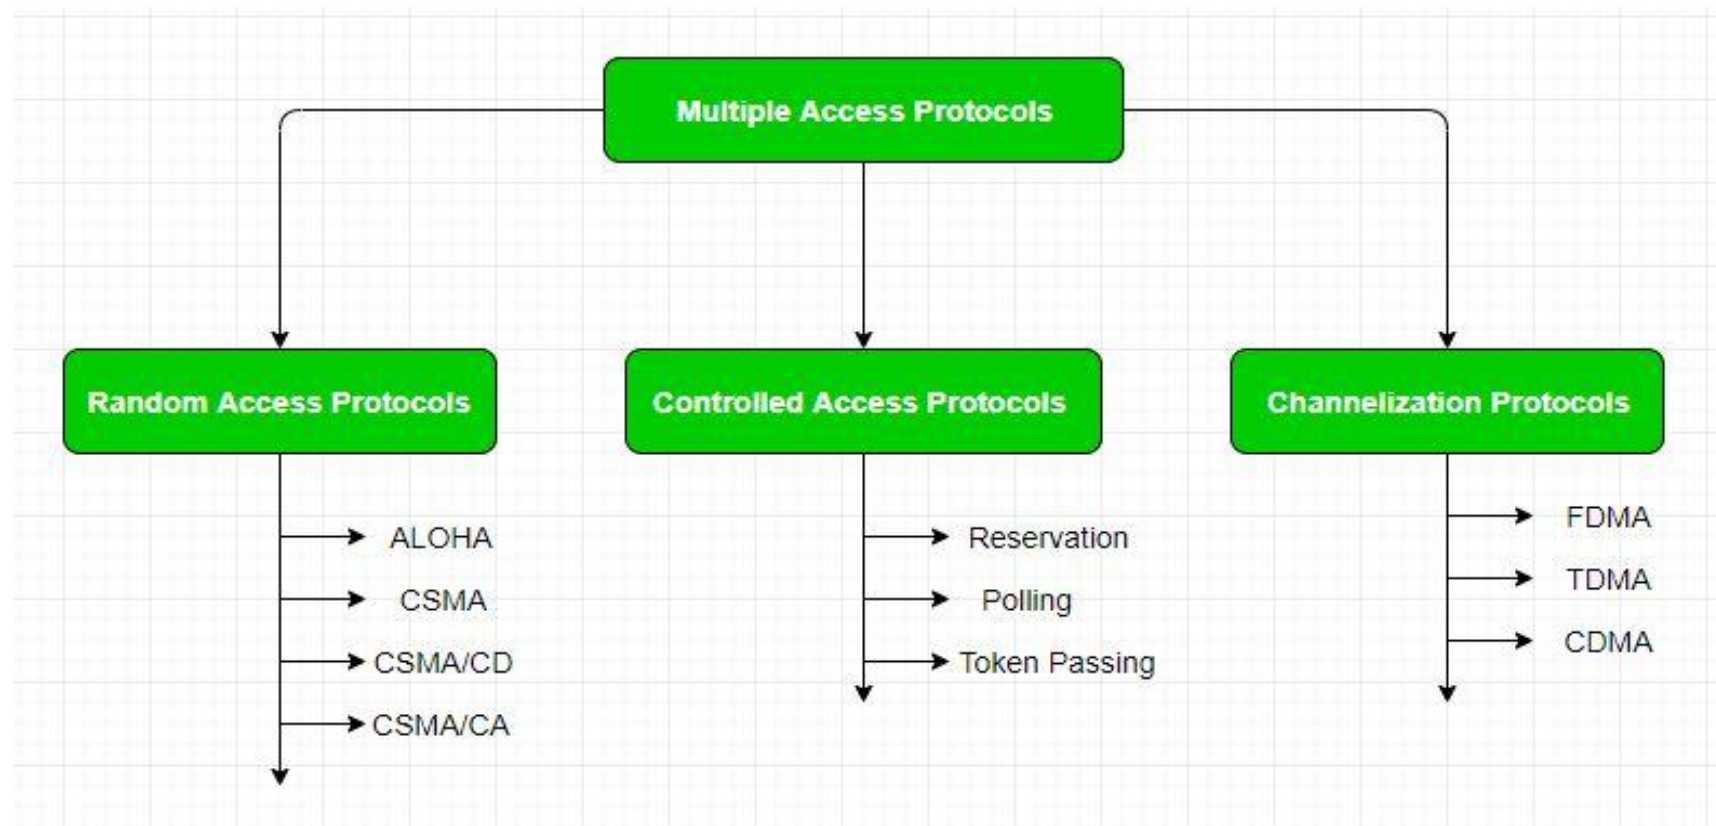 Multiple Access Protocols
Random Access Protocols
Controlled Access Protocols
Channelization Protocols
ALOHA
CSMA
CSMA/CD
CSMA/CA
Reservation
Polling
Token Passing
FDMA
TDMA
CDMA